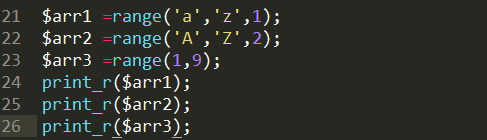 21 $arr1 =range('a','z',1);
22 $arr2 =range('A','Z',2);
23 $arr3 =range(1,9);
24 print_r($arr1);
25 print_r($arr2);
26 print_r($arr3);